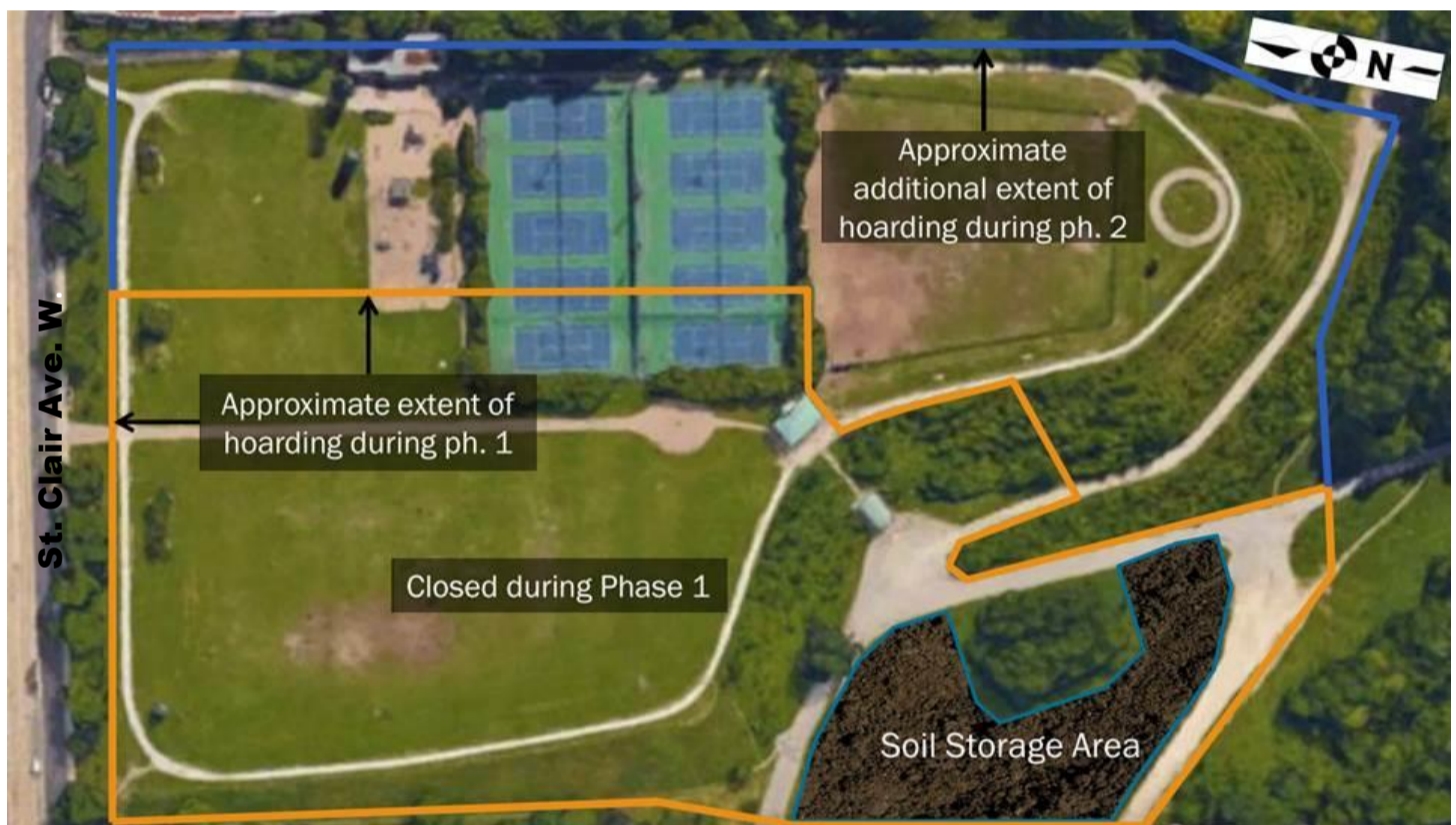 N
Approximate
additional extent of
hoarding during ph. 2
St. Clair Ave. W.
Approximate extent of
hoarding during ph. 1
Closed during Phase 1
Soil Storage Area